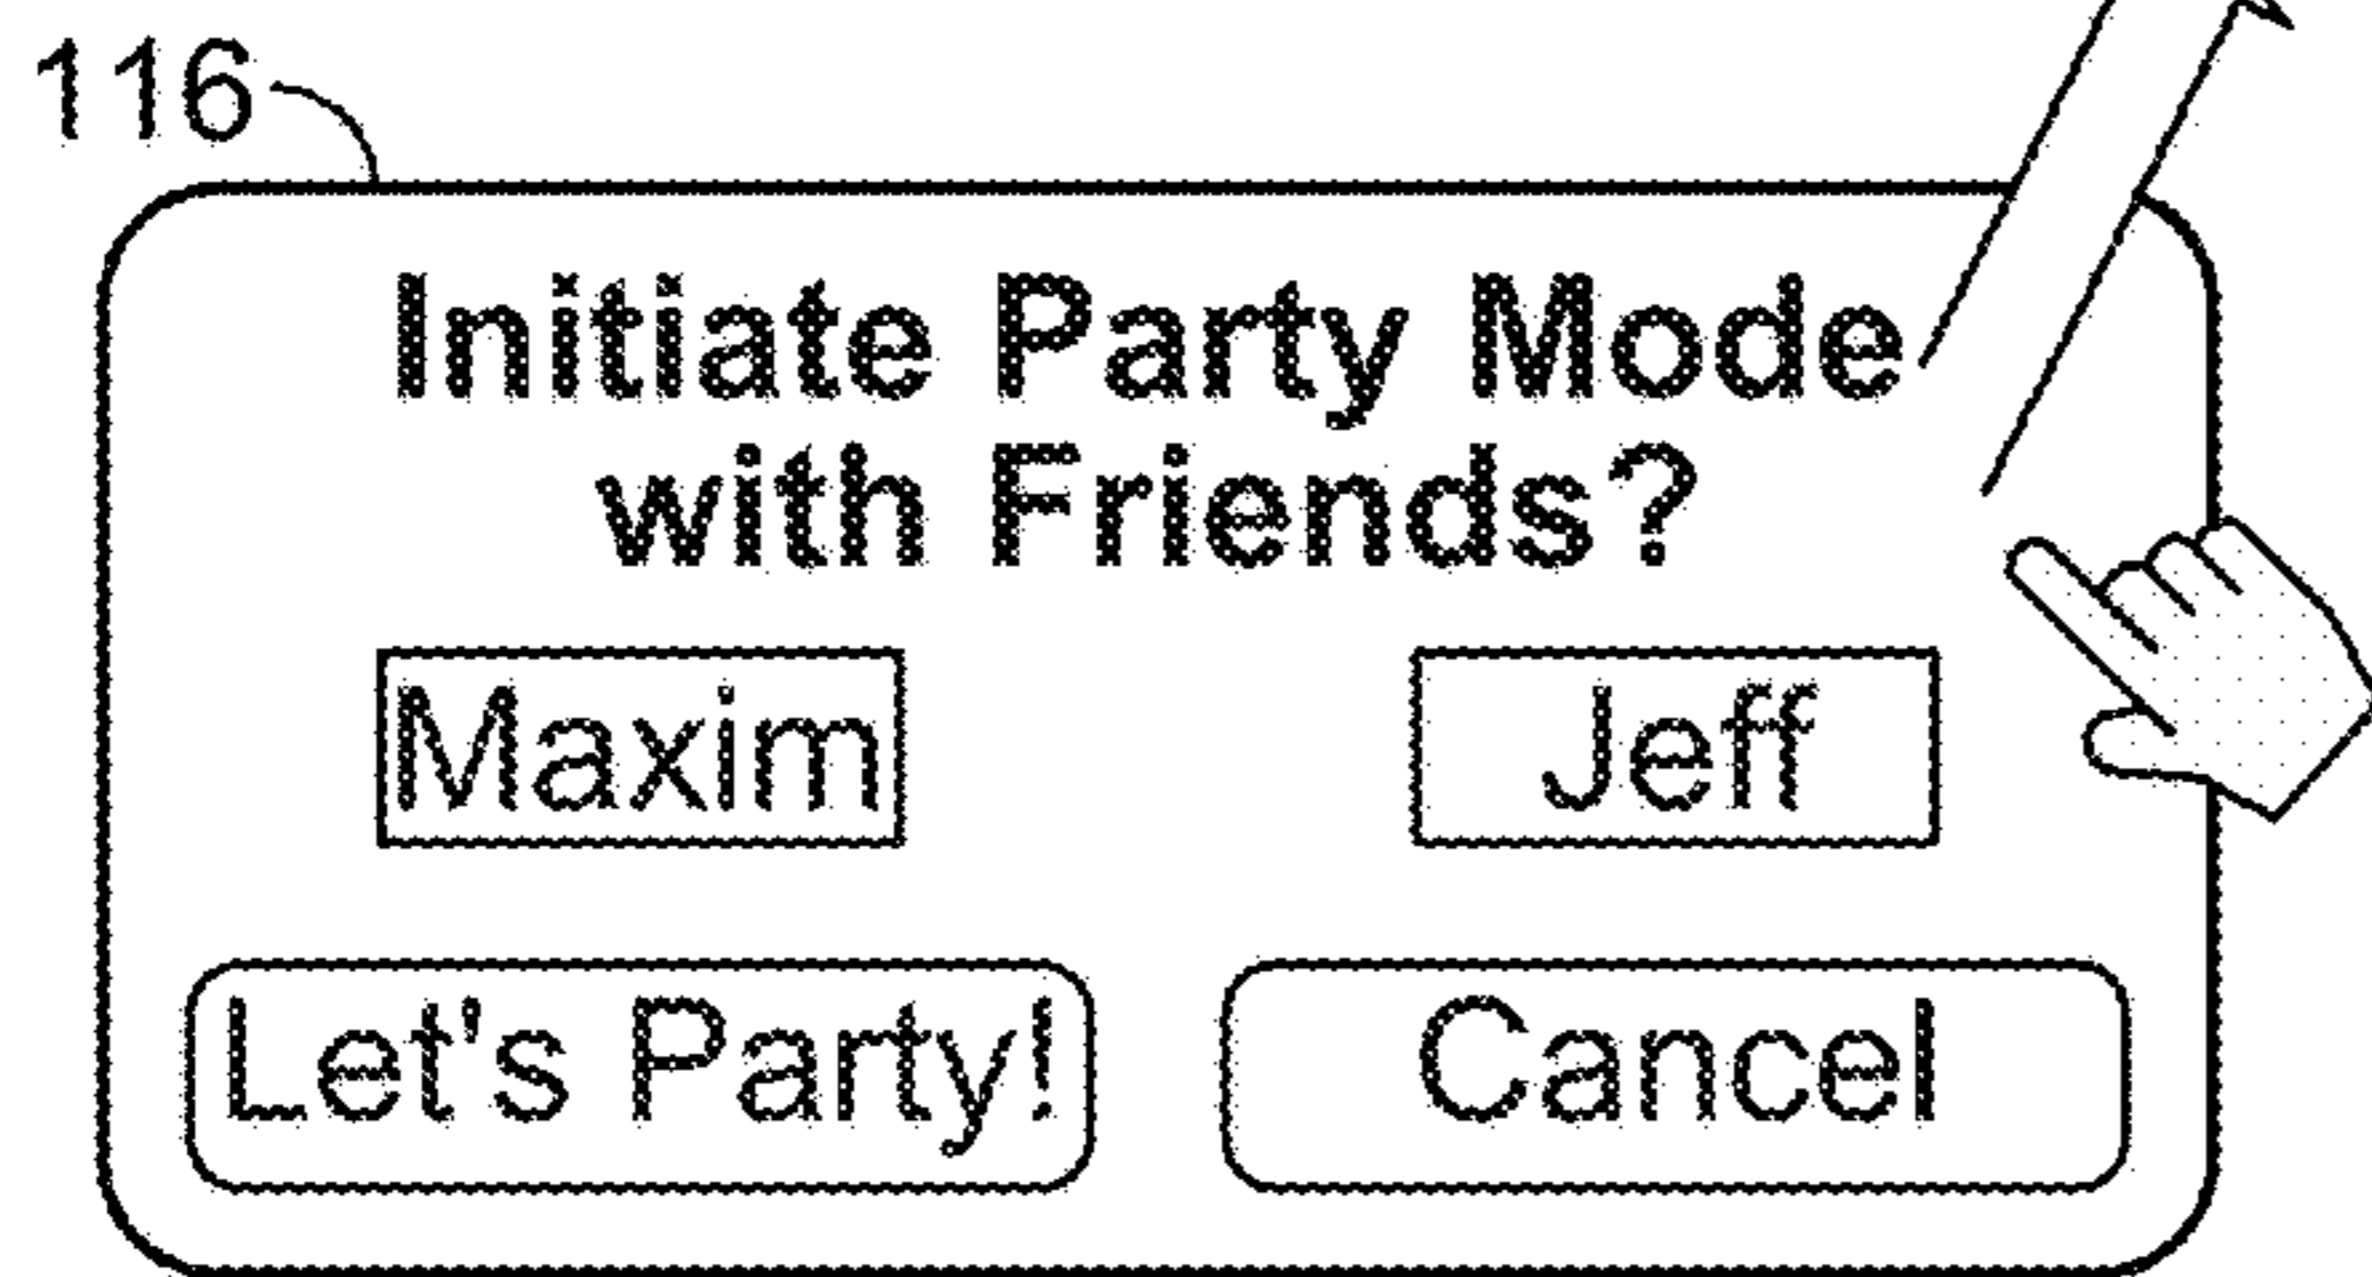 116
Initiate Party Mode
with Friends?
Maxim Jeff
Let's Party! Cancel